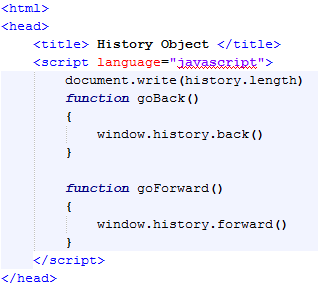 <html>
<head>
<title> History Object </title>
<script language="javascript">
document.write(history.length)
function goBack()
{
window.history.back()
}
function goForward()
{
window.history.forward()
}
</script>
</head>